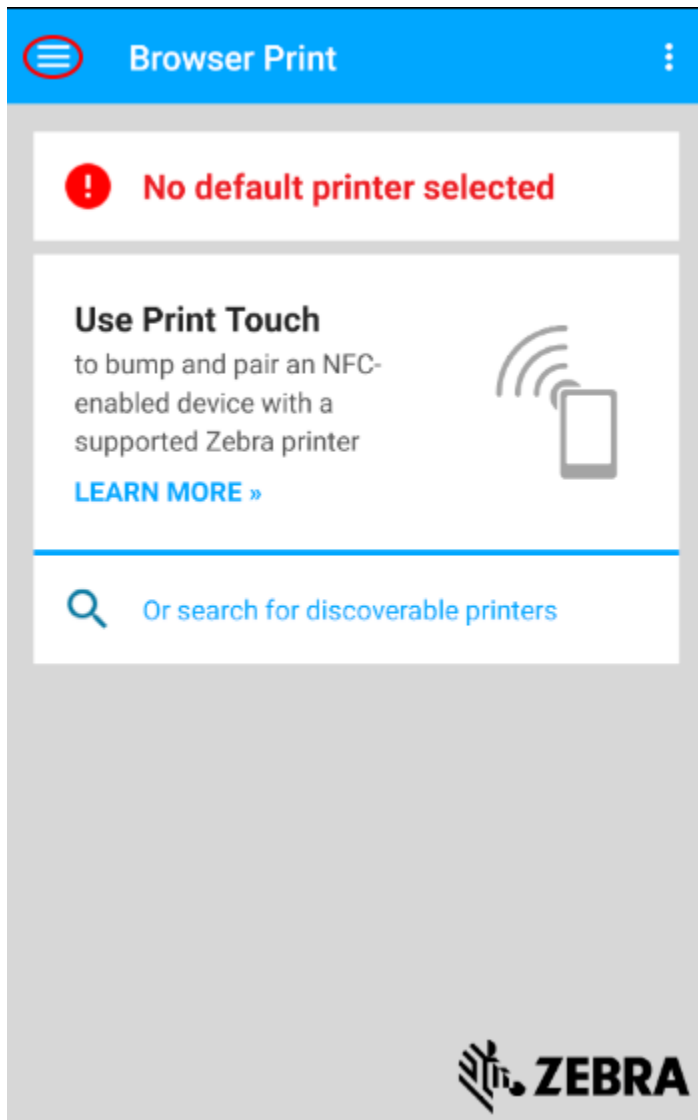 Browser Print
No default printer selected
Use Print Touch
to bump and pair an NFC-
enabled device with a
supported Zebra printer
LEARN MORE »
Or search for discoverable printers
ZEBRA